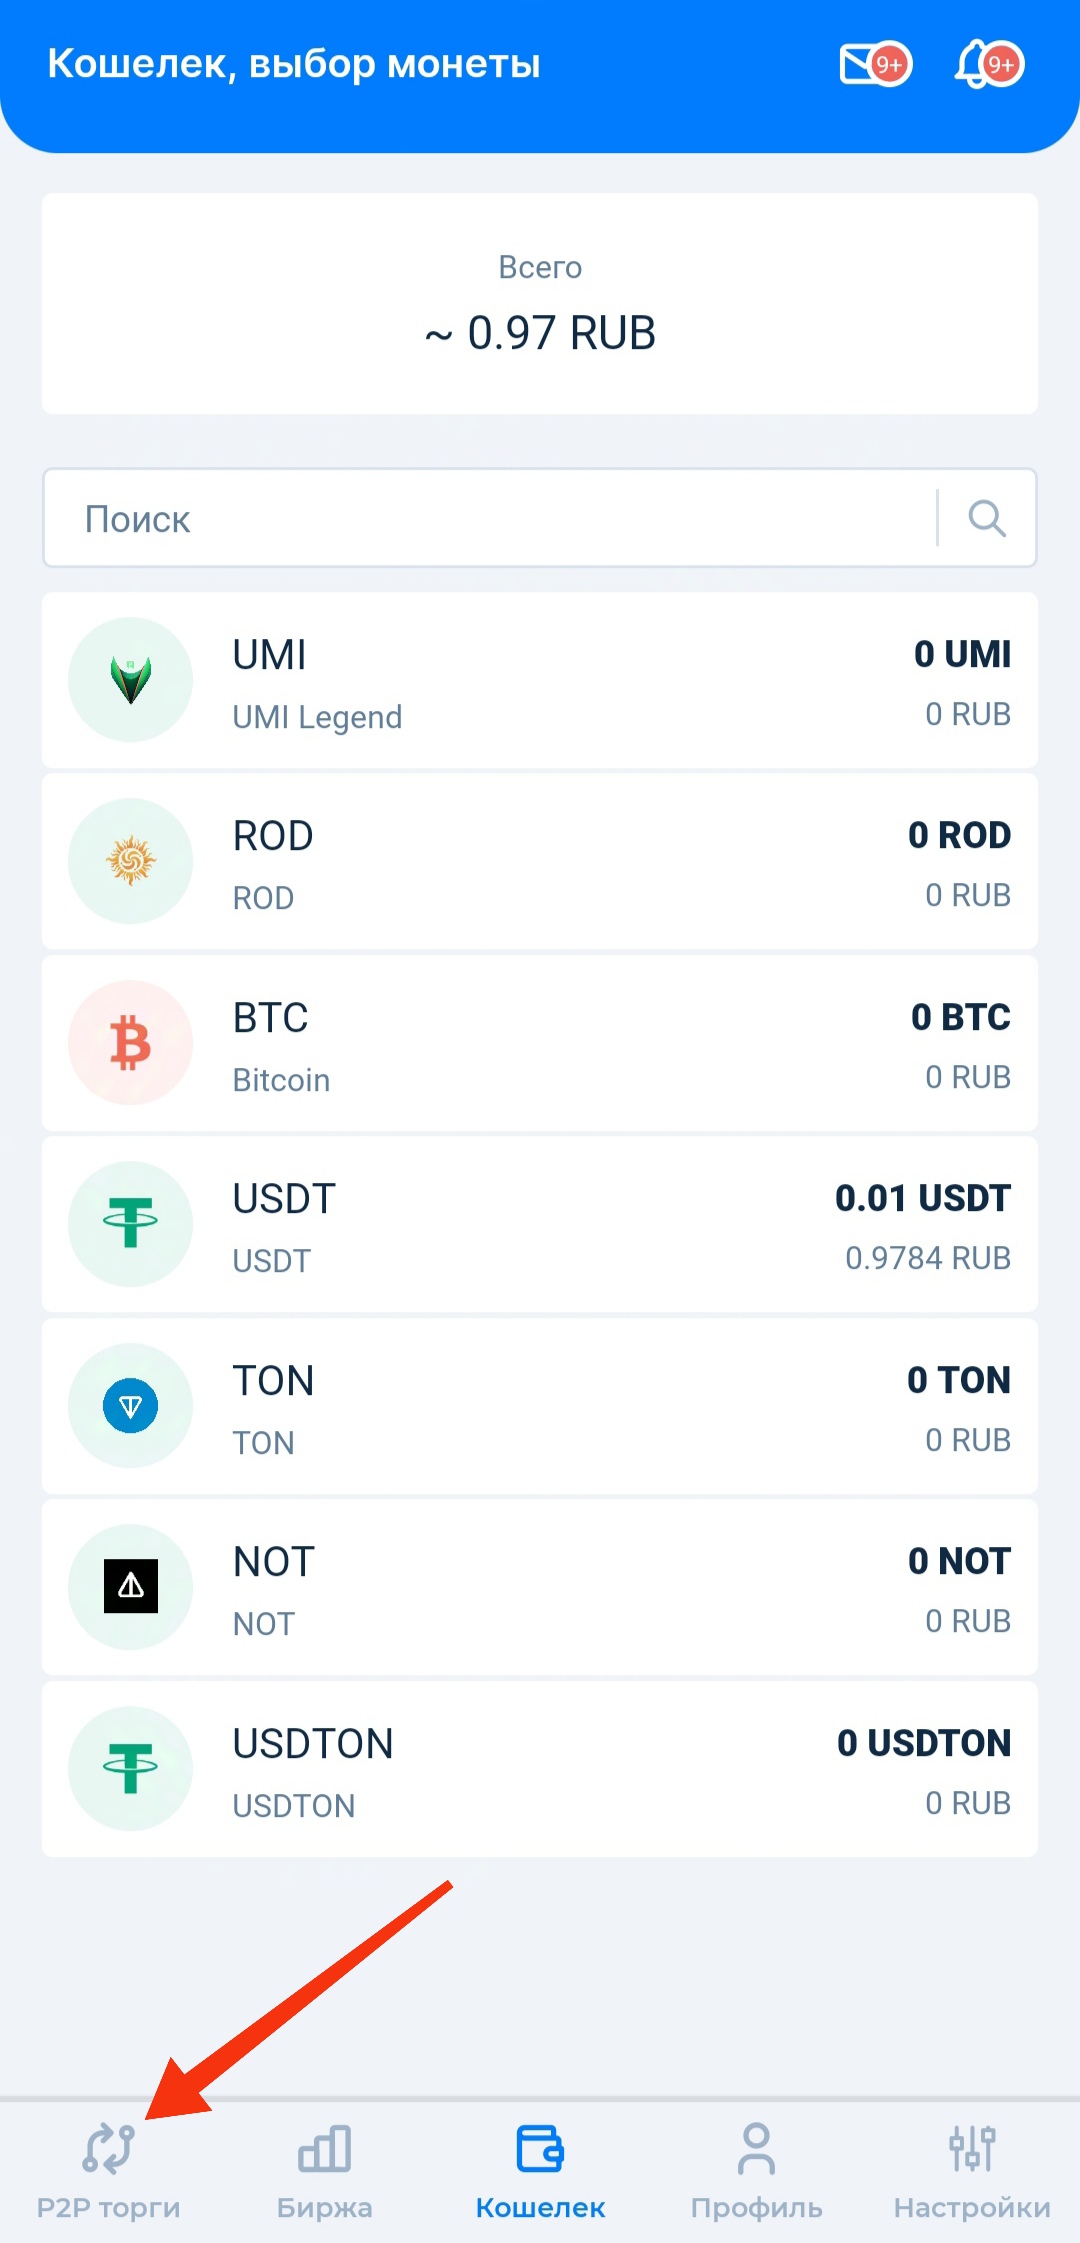 Кошелек, выбор монеты
9+
9+
Всего
~ 0.97 RUB
Поиск
UMI
0 UMI
UMI Legend
0 RUB
ROD
0 ROD
ROD
0 RUB
BTC
0 BTC
Bitcoin
0 RUB
USDT
0.01 USDT
USDT
0.9784 RUB
TON
0 TON
TON
0 RUB
NOT
0 NOT
NOT
0 RUB
USDTON
0 USDTON
USDTON
0 RUB
P2P торги
Биржа
Кошелек
Профиль
Настройки